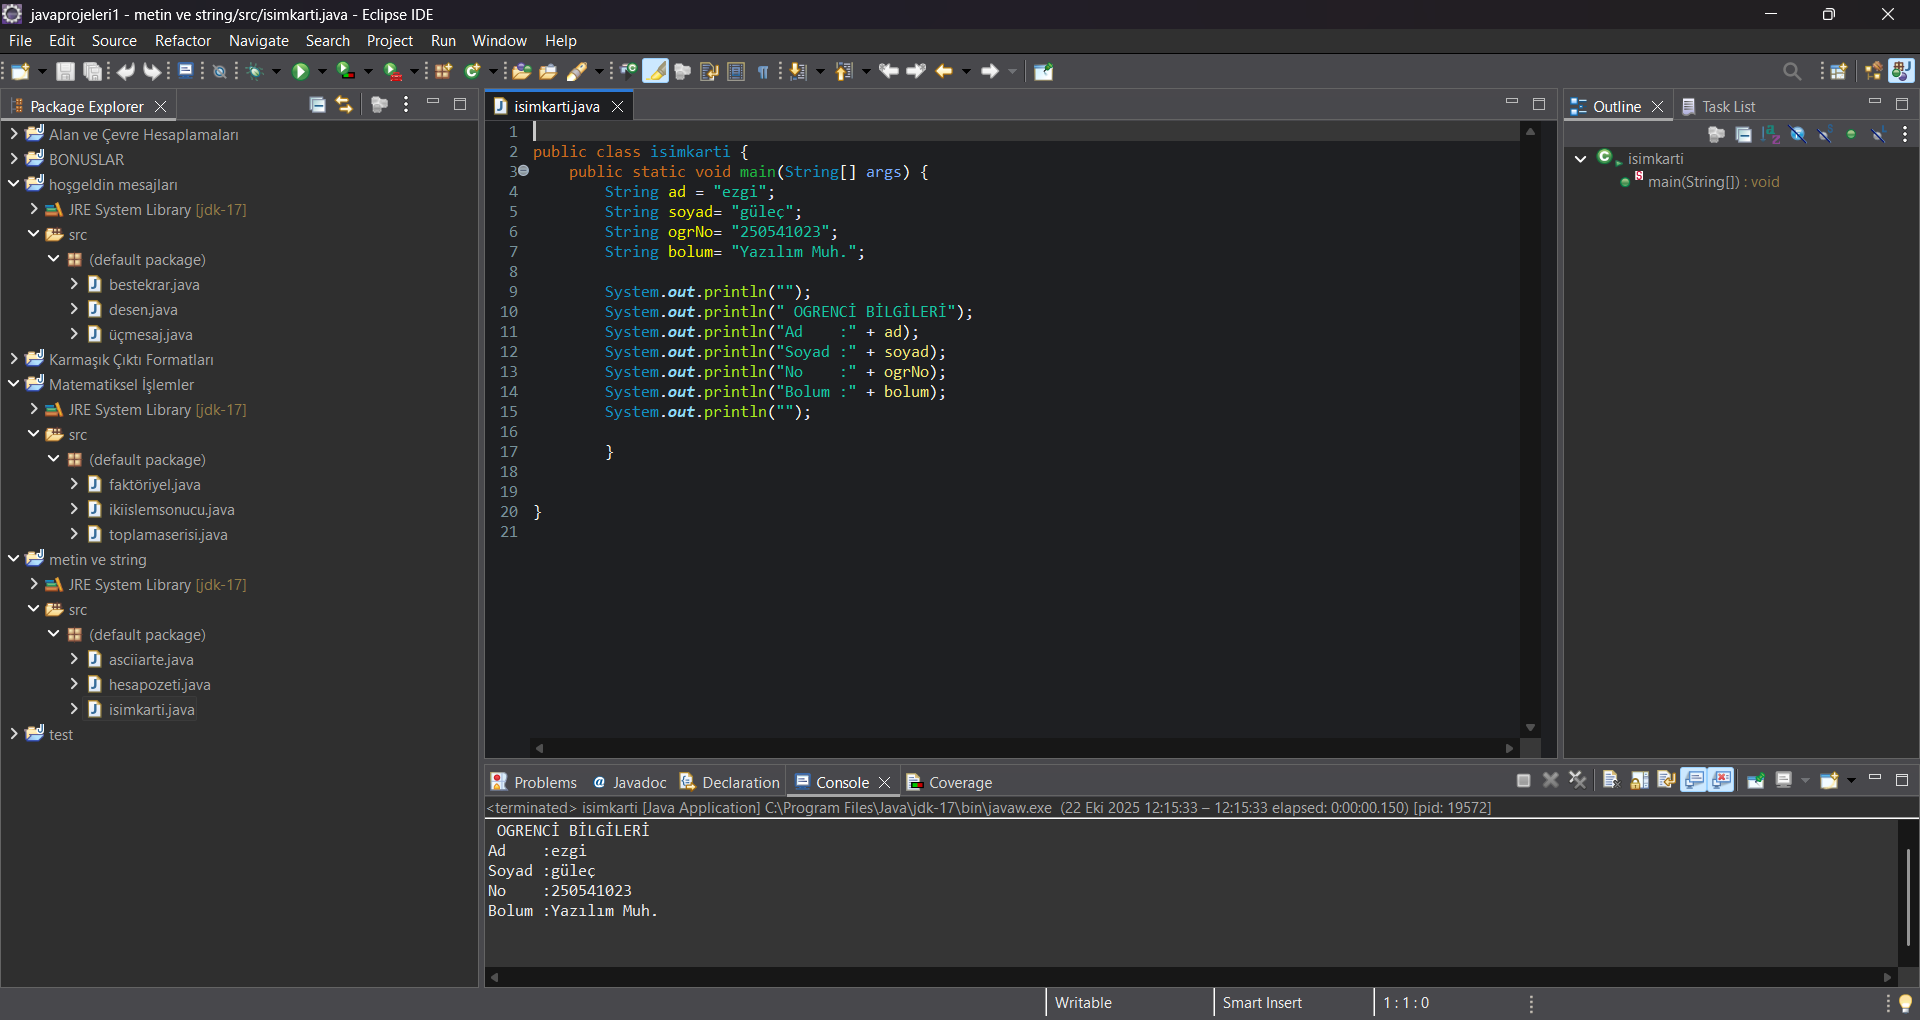 javaprojeleri1 - metin ve string/src/isimkarti.java - Eclipse IDE
File Edit Source Refactor Navigate Search Project Run Window Help
Package Explorer
Alan ve Çevre Hesaplamaları
BONUSLAR
hoşgeldin mesajları
JRE System Library [jdk-17]
src
(default package)
bestekrar.java
desen.java
üçmesaj.java
Karmaşık Çıktı Formatları
Matematiksel İşlemler
JRE System Library [jdk-17]
src
(default package)
faktöriyel.java
ikiislemsonucu.java
toplamaserisi.java
metin ve string
JRE System Library [jdk-17]
src
(default package)
asciiarte.java
hesapozeti.java
isimkarti.java
test
isimkarti.java
1
2 public class isimkarti {
3 public static void main(String[] args) {
4 String ad = "ezgi";
5 String soyad= "güleç";
6 String ogrNo= "250541023";
7 String bolum= "Yazılım Muh.";
8
9 System.out.println("");
10 System.out.println(" OGRENCİ BİLGİLERİ");
11 System.out.println("Ad    :" + ad);
12 System.out.println("Soyad :" + soyad);
13 System.out.println("No    :" + ogrNo);
14 System.out.println("Bolum :" + bolum);
15 System.out.println("");
16
17 }
18
19
20 }
21
Outline Task List
isimkarti
main(String[]) : void
Problems Javadoc Declaration Console Coverage
<terminated> isimkarti [Java Application] C:\Program Files\Java\jdk-17\bin\javaw.exe (22 Eki 2025 12:15:33 – 12:15:33 elapsed: 0:00:00.150) [pid: 19572]
OGRENCİ BİLGİLERİ
Ad    :ezgi
Soyad :güleç
No    :250541023
Bolum :Yazılım Muh.
Writable Smart Insert 1 : 1 : 0